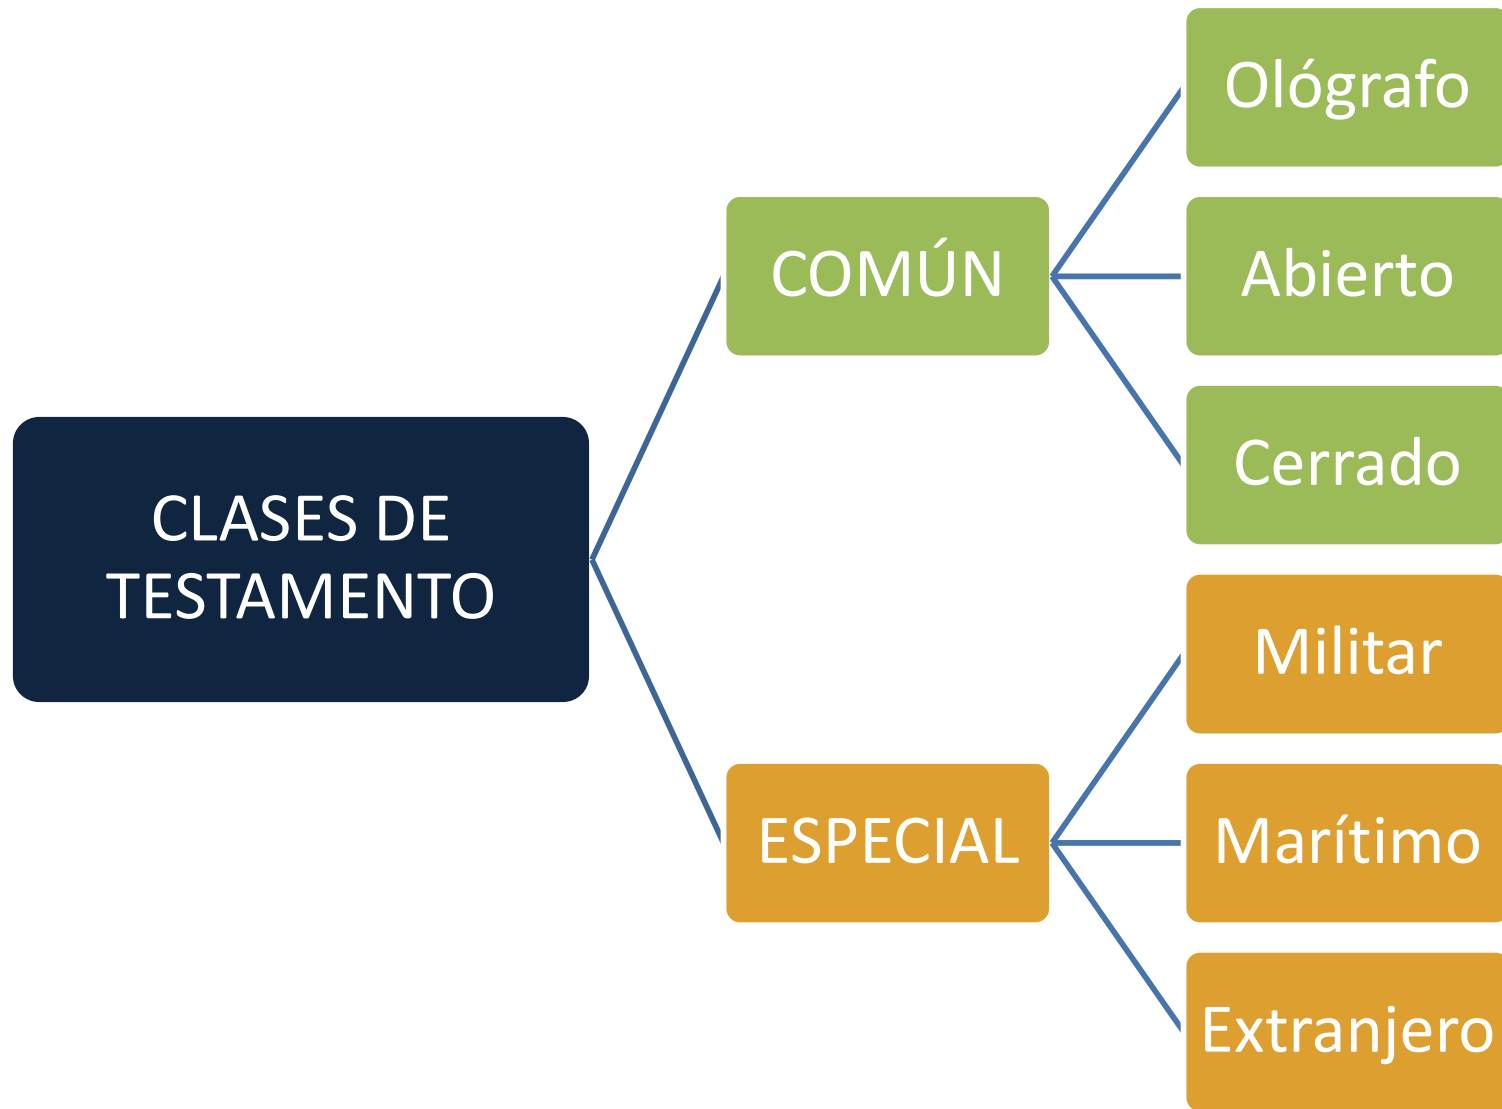 CLASES DE
TESTAMENTO
COMÚN
Ológrafo
Abierto
Cerrado
ESPECIAL
Militar
Marítimo
Extranjero